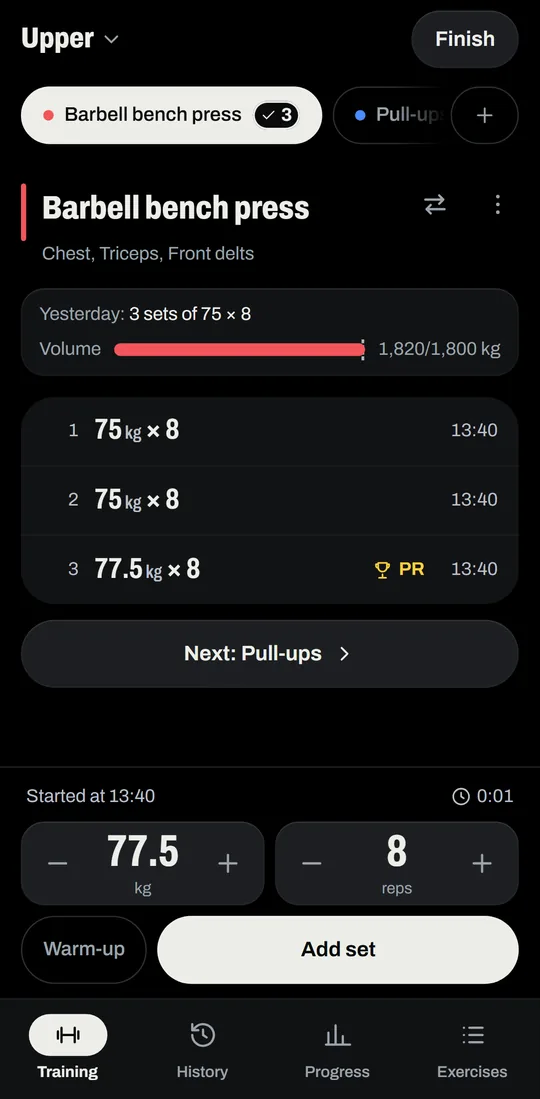 Upper
Finish
Barbell bench press 3
Pull-ups
Barbell bench press
Chest, Triceps, Front delts
Yesterday: 3 sets of 75 × 8
Volume 1,820/1,800 kg
1 75 kg × 8 13:40
2 75 kg × 8 13:40
3 77.5 kg × 8 PR 13:40
Next: Pull-ups
Started at 13:40 0:01
77.5 8
kg reps
Warm-up Add set
Training History Progress Exercises